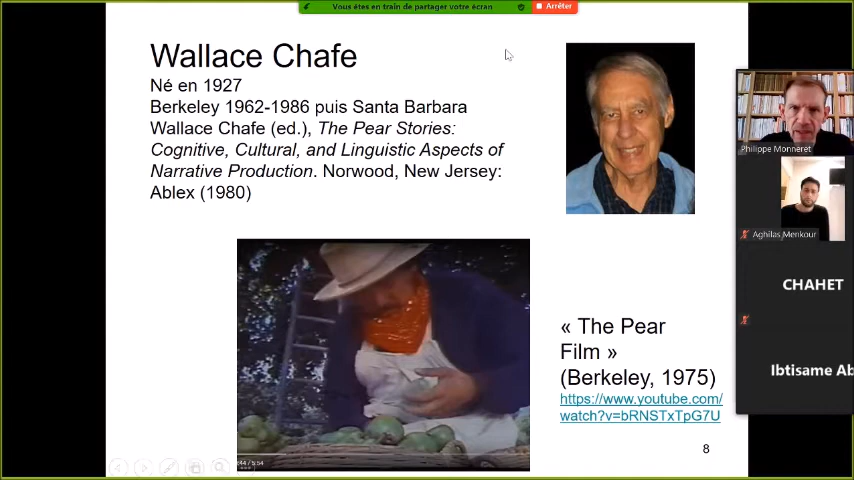 Vous êtes en train de partager votre écran
Arrêter
Wallace Chafe
Né en 1927
Berkeley 1962-1986 puis Santa Barbara
Wallace Chafe (ed.), The Pear Stories:
Cognitive, Cultural, and Linguistic Aspects of
Narrative Production. Norwood, New Jersey:
Ablex (1980)
« The Pear
Film »
(Berkeley, 1975)
https://www.youtube.com/
watch?v=bRNSTxTpG7U
8
Philippe Monneret
Aghilas Menkour
CHAHET
Ibtisame Ab